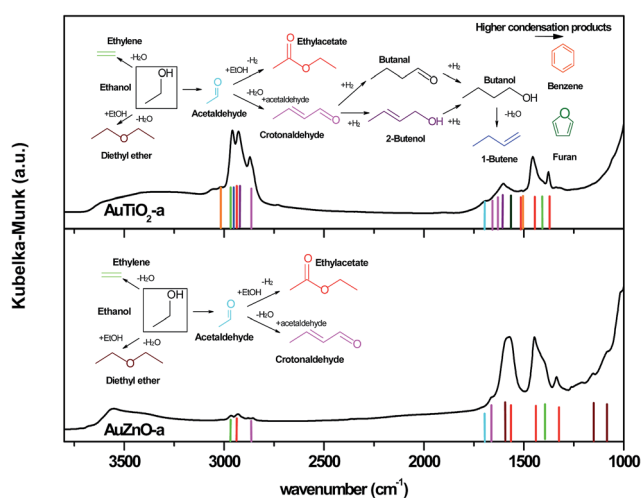 Higher condensation products
Ethylene
-H₂O
OH
Ethanol
+EtOH
-H₂O
O
Diethyl ether
O
Acetaldehyde
-H₂
+EtOH
-H₂O
+acetaldehyde
O
O
Ethylacetate
O
Crotonaldehyde
+H₂
+H₂
Butanal
O
+H₂
OH
2-Butenol
+H₂
Butanol
OH
-H₂O
1-Butene
Benzene
O
Furan
AuTiO₂-a
Kubelka-Munk (a.u.)
Ethylene
-H₂O
OH
Ethanol
+EtOH
-H₂O
O
Diethyl ether
O
Acetaldehyde
-H₂
+EtOH
-H₂O
+acetaldehyde
Ethylacetate
O
O
O
Crotonaldehyde
AuZnO-a
3500 3000 2500 2000 1500 1000
wavenumber (cm⁻¹)